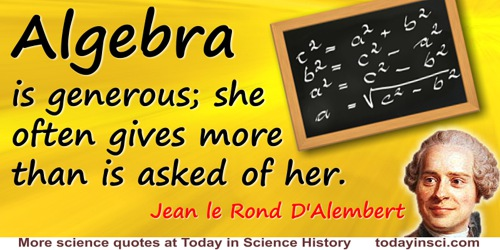 Algebra
is generous; she
often gives more
than is asked of her.
Jean le Rond D'Alembert
c² = a² + b²
b² = c² - a²
a² = c² - b²
a = √c² - b²
More science quotes at Today in Science History todayinsci.com